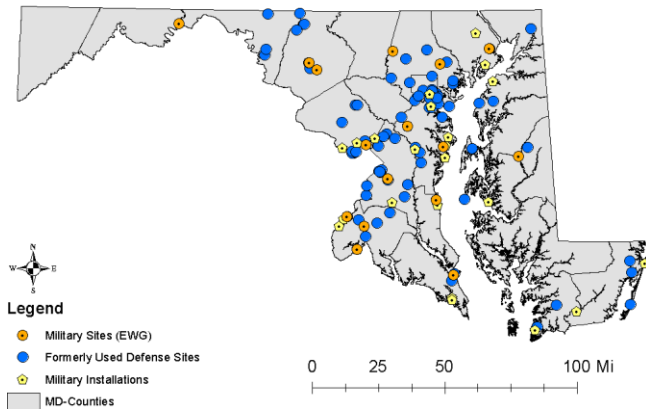 N
W E
S
Legend
Military Sites (EWG)
Formerly Used Defense Sites
Military Installations
MD-Counties
0 25 50 100 Mi